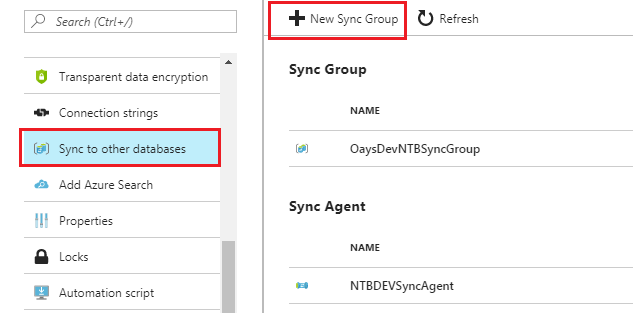 Search (Ctrl+/)
Transparent data encryption
Connection strings
Sync to other databases
Add Azure Search
Properties
Locks
Automation script
New Sync Group
Refresh
Sync Group
NAME
OaysDevNTBSyncGroup
Sync Agent
NAME
NTBDEVSyncAgent